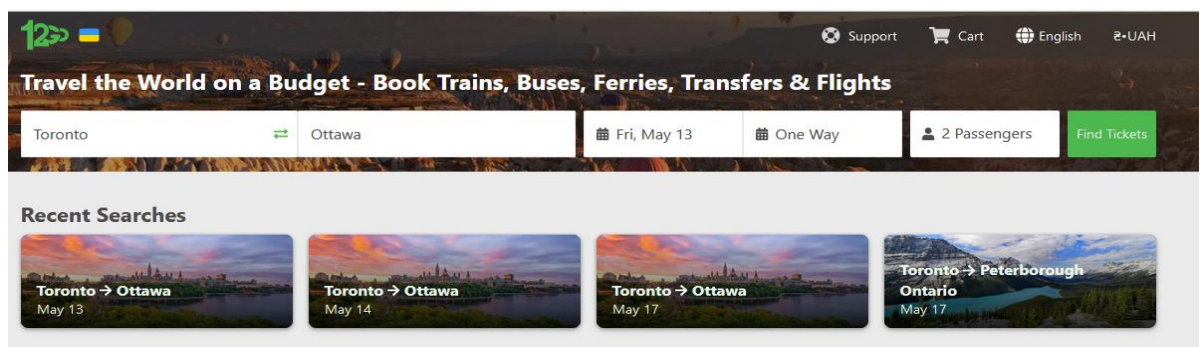 12GO
Support
Cart
English
₴•UAH
Travel the World on a Budget - Book Trains, Buses, Ferries, Transfers & Flights
Toronto
Ottawa
Fri, May 13
One Way
2 Passengers
Find Tickets
Recent Searches
Toronto → Ottawa
May 13
Toronto → Ottawa
May 14
Toronto → Ottawa
May 17
Toronto → Peterborough
Ontario
May 17